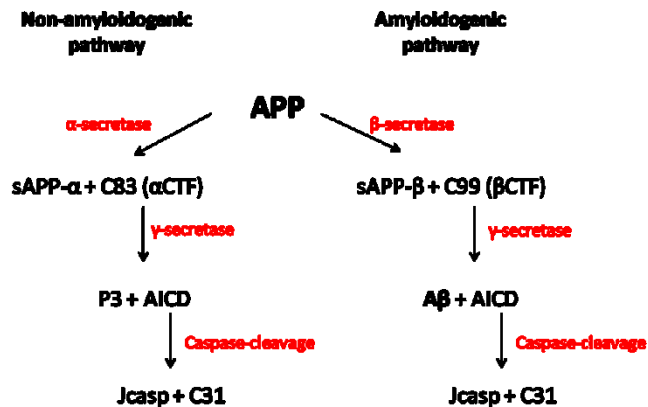 Non-amyloidogenic
pathway
Amyloidogenic
pathway
APP
α-secretase
β-secretase
sAPP-α + C83 (αCTF)
sAPP-β + C99 (βCTF)
γ-secretase
γ-secretase
P3 + AICD
Aβ + AICD
Caspase-cleavage
Caspase-cleavage
Jcasp + C31
Jcasp + C31